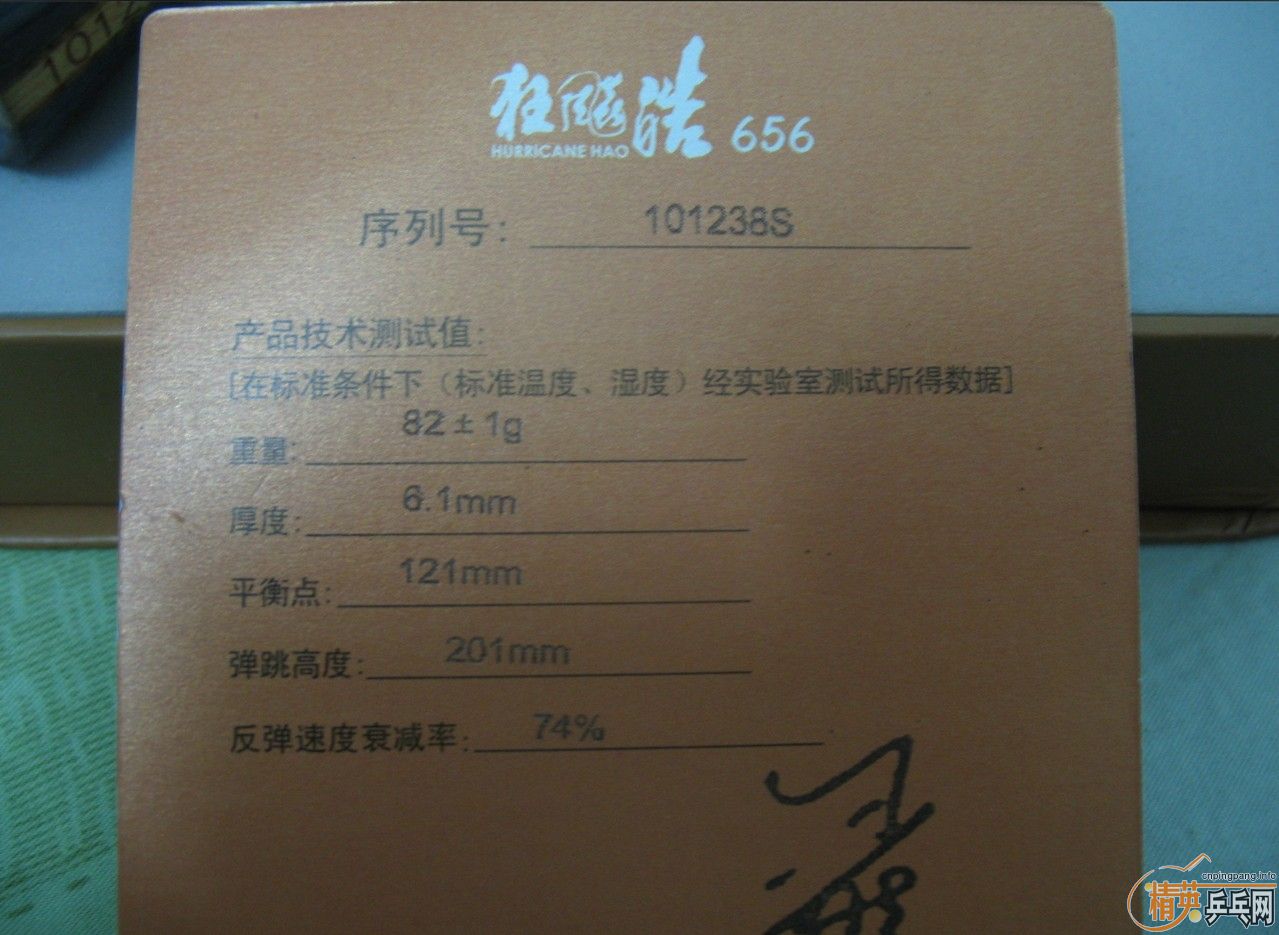 1012
狂飚浩 656
HURRICANE HAO
序列号: 101238S
产品技术测试值:
[在标准条件下（标准温度、湿度）经实验室测试所得数据]
重量: 82±1g
厚度: 6.1mm
平衡点: 121mm
弹跳高度: 201mm
反弹速度衰减率: 74%
cnpingpang.info
精英乒乓网